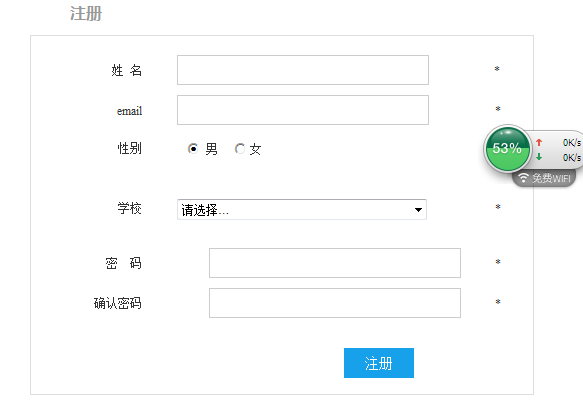 注册
姓 名 *
email *
性别 男 女
53% 0K/s
0K/s
免费WIFI
学校 请选择... *
密 码 *
确认密码 *
注册